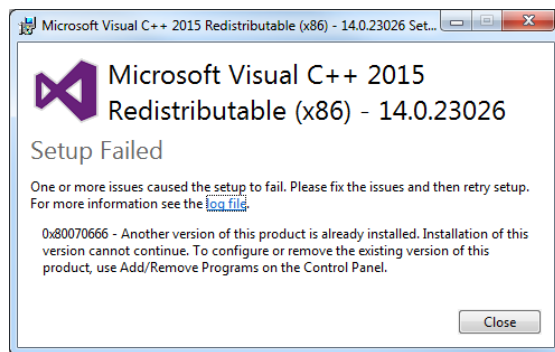 Microsoft Visual C++ 2015 Redistributable (x86) - 14.0.23026 Set...
Microsoft Visual C++ 2015
Redistributable (x86) - 14.0.23026
Setup Failed
One or more issues caused the setup to fail. Please fix the issues and then retry setup.
For more information see the log file.
0x80070666 - Another version of this product is already installed. Installation of this
version cannot continue. To configure or remove the existing version of this
product, use Add/Remove Programs on the Control Panel.
Close